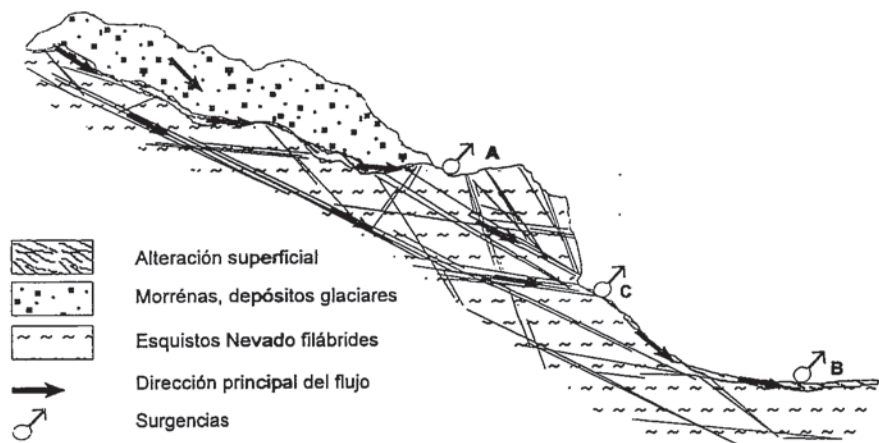 A
C
B
Alteración superficial
Morrénas, depósitos glaciares
Esquistos Nevado filábrides
Dirección principal del flujo
Surgencias